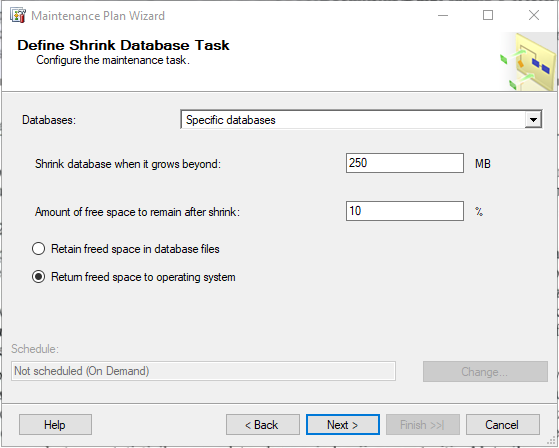 Maintenance Plan Wizard
Define Shrink Database Task
Configure the maintenance task.
Databases: Specific databases
Shrink database when it grows beyond: 250 MB
Amount of free space to remain after shrink: 10 %
Retain freed space in database files
Return freed space to operating system
Schedule:
Not scheduled (On Demand) Change...
Help < Back Next > Finish >>| Cancel